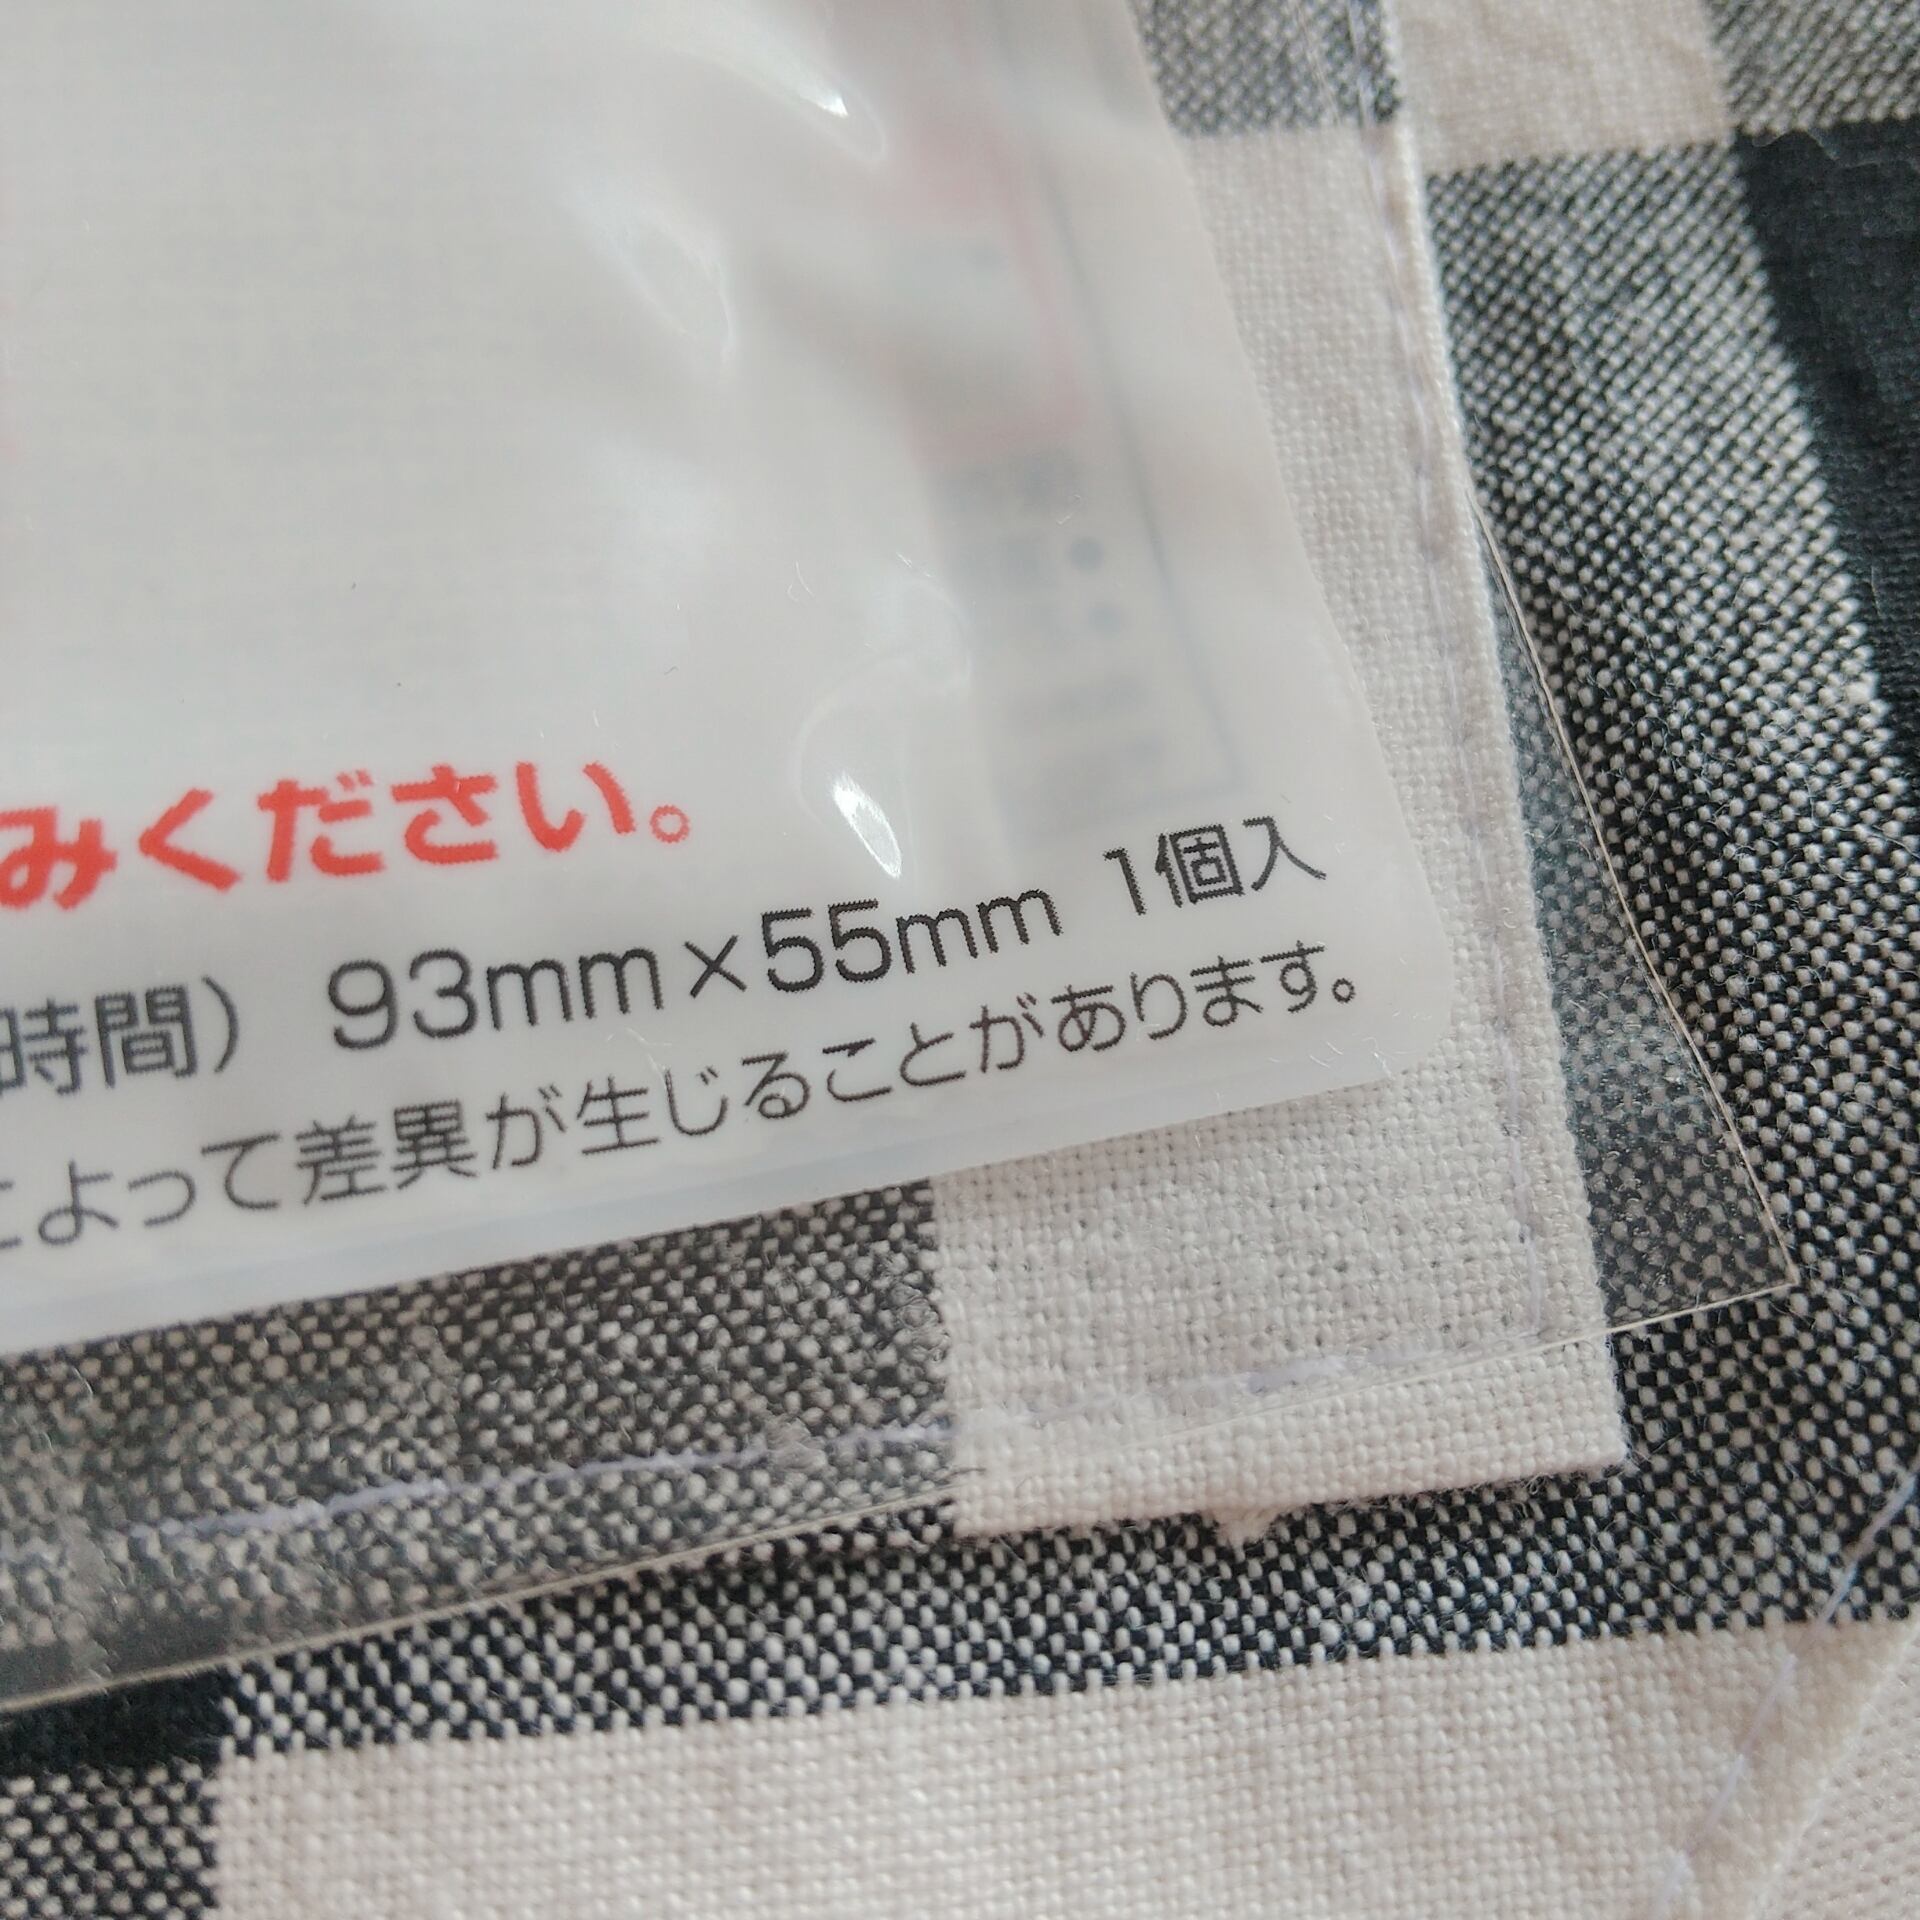 みください。
時間) 93mm×55mm 1個入
によって差異が生じることがあります。